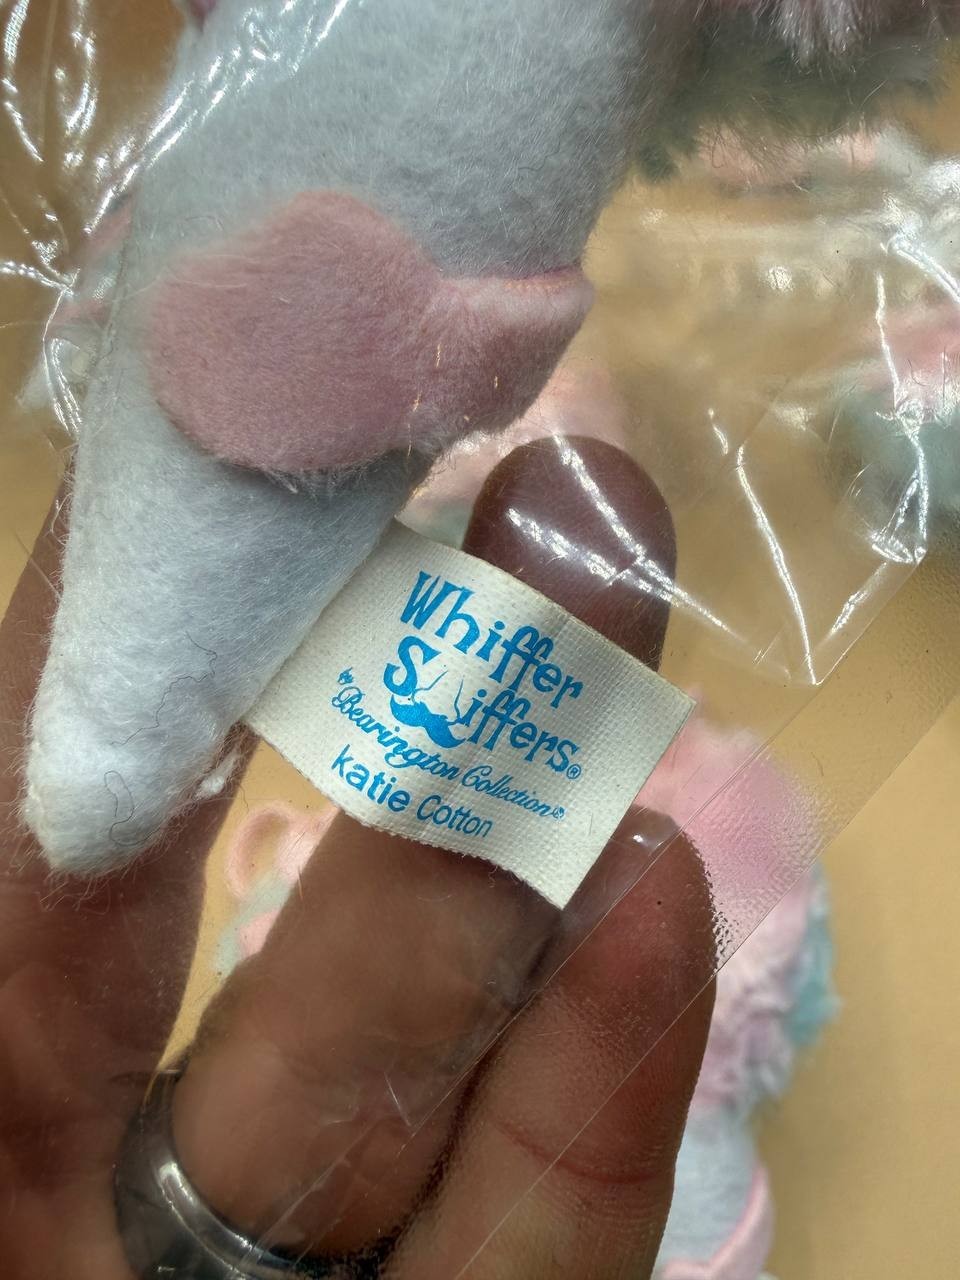 Whiffer
Sniffers®
by
Bearington Collection®
katie Cotton